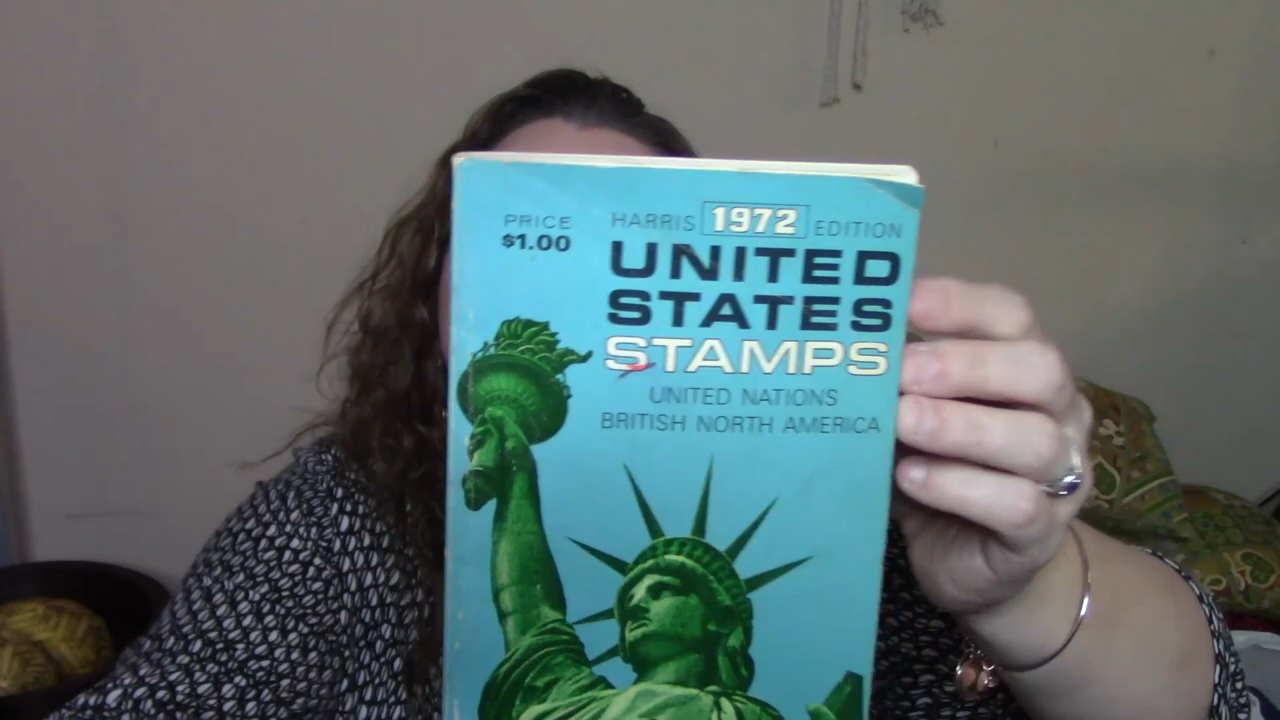 PRICE
$1.00
HARRIS 1972 EDITION
UNITED
STATES
STAMPS
UNITED NATIONS
BRITISH NORTH AMERICA